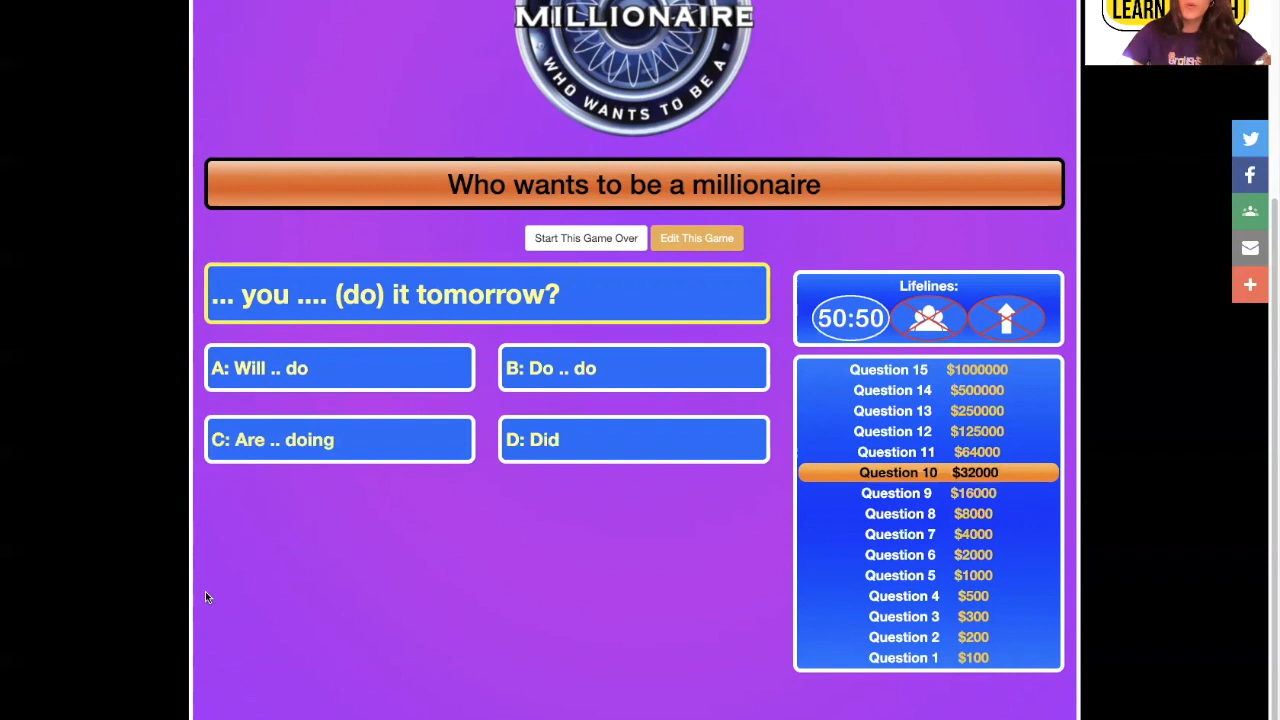 LEARN
MILLIONAIRE
WHO WANTS TO BE A
Who wants to be a millionaire
Start This Game Over
Edit This Game
... you .... (do) it tomorrow?
A: Will .. do
B: Do .. do
C: Are .. doing
D: Did
Lifelines:
50:50
Question 15 $1000000
Question 14 $500000
Question 13 $250000
Question 12 $125000
Question 11 $64000
Question 10 $32000
Question 9 $16000
Question 8 $8000
Question 7 $4000
Question 6 $2000
Question 5 $1000
Question 4 $500
Question 3 $300
Question 2 $200
Question 1 $100